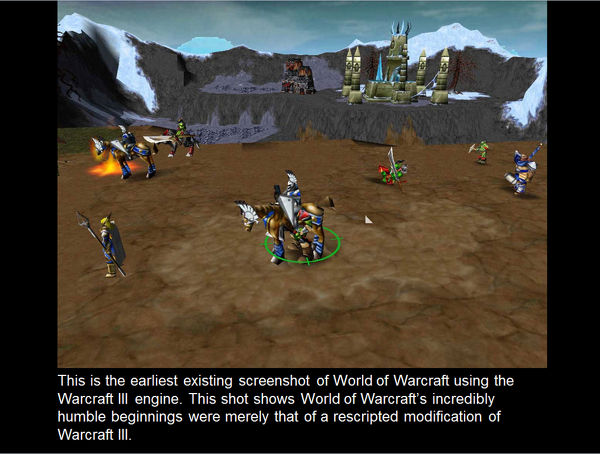 This is the earliest existing screenshot of World of Warcraft using the
Warcraft III engine. This shot shows World of Warcraft's incredibly
humble beginnings were merely that of a rescripted modification of
Warcraft III.